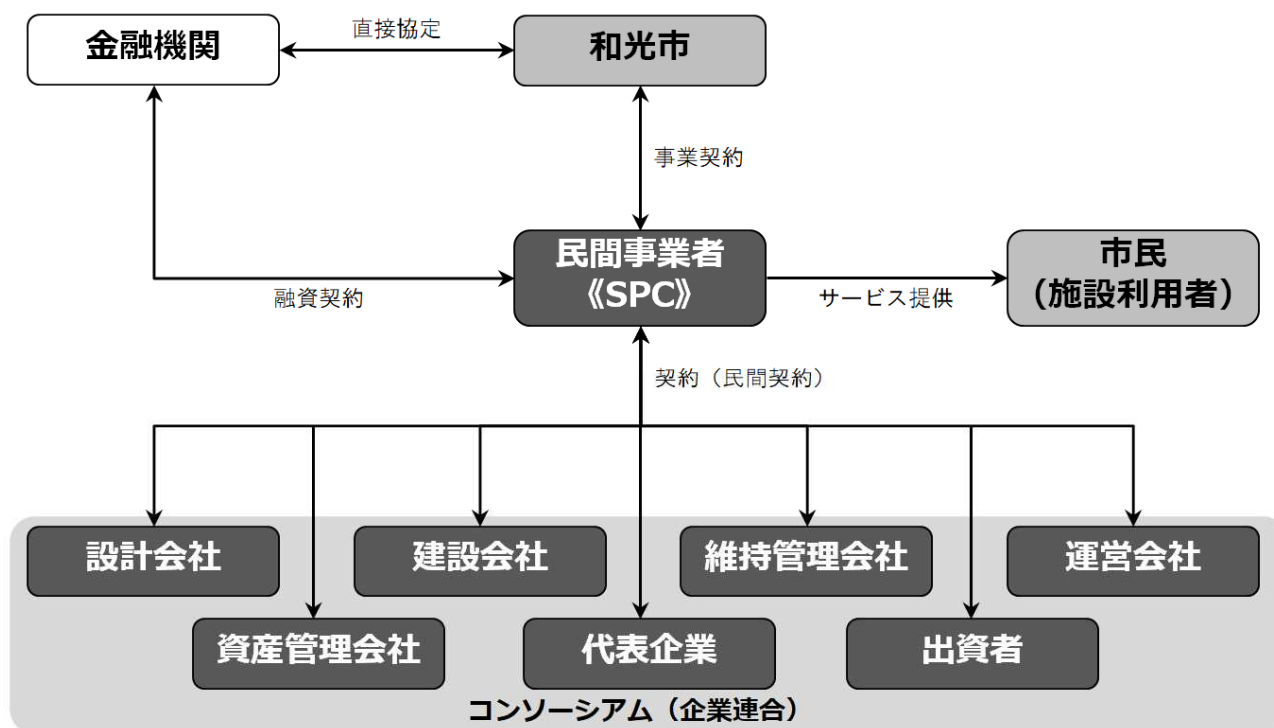 金融機関
直接協定
和光市
事業契約
民間事業者
《SPC》
市民
（施設利用者）
融資契約
サービス提供
契約（民間契約）
設計会社
建設会社
維持管理会社
運営会社
資産管理会社
代表企業
出資者
コンソーシアム（企業連合）